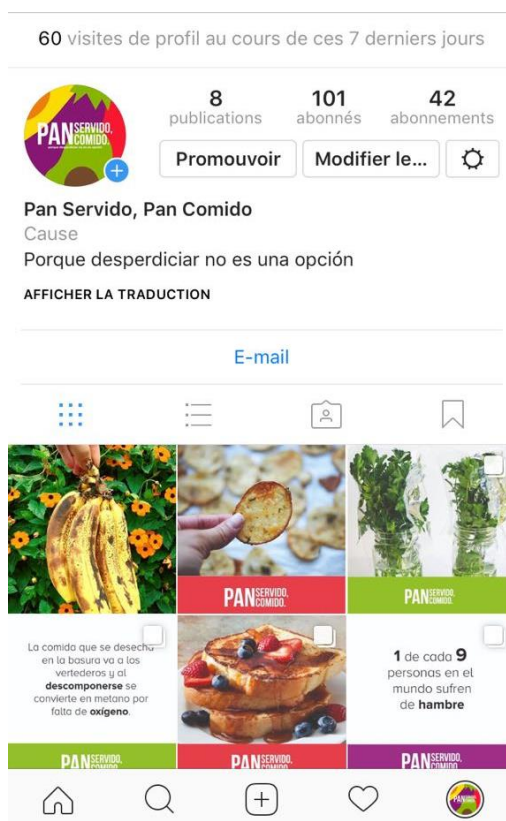 60 visites de profil au cours de ces 7 derniers jours
8
101
42
publications
abonnés
abonnements
PAN SERVIDO,
COMIDO.
Promouvoir
Modifier le...
Pan Servido, Pan Comido
Cause
Porque desperdiciar no es una opción
AFFICHER LA TRADUCTION
E-mail
PAN SERVIDO,
COMIDO.
PAN SERVIDO,
COMIDO.
La comida que se desecha
en la basura va a los
vertederos y al
descomponerse se
convierte en metano por
falta de oxígeno.
1 de cada 9
personas en el
mundo sufren
de hambre
PAN SERVIDO,
COMIDO.
PAN SERVIDO,
COMIDO.
PAN SERVIDO,
COMIDO.